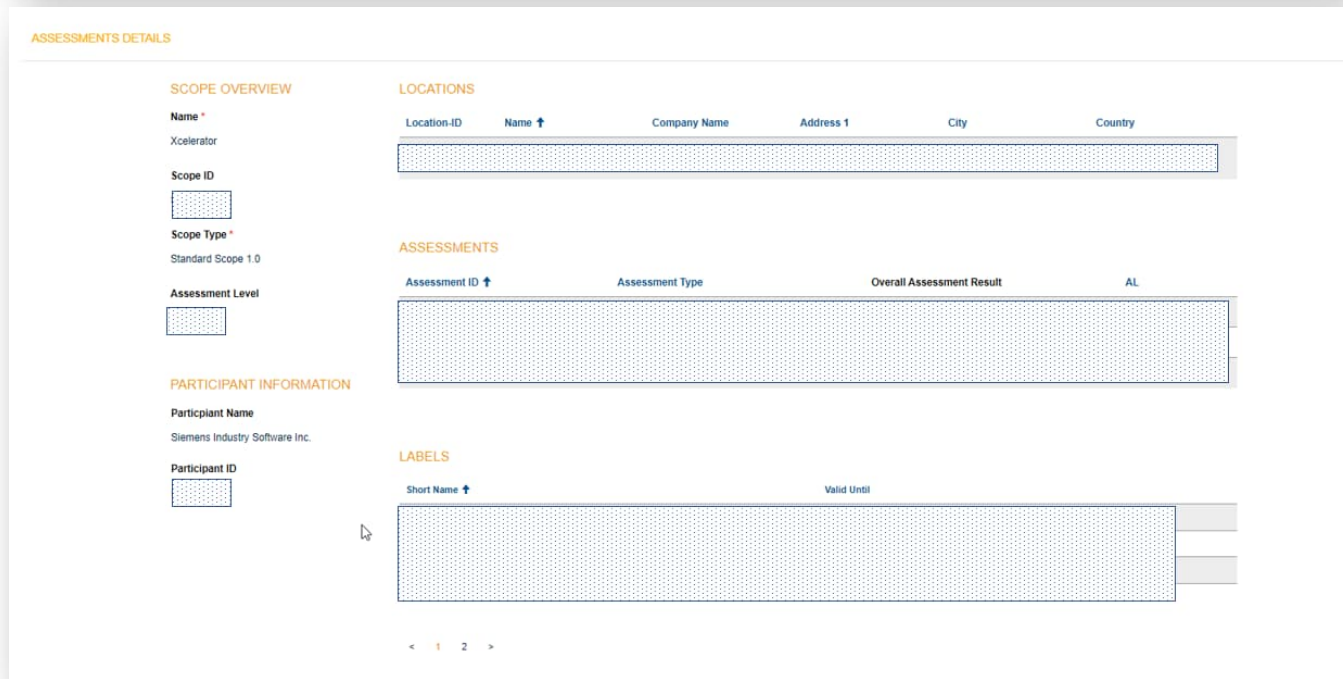 ASSESSMENTS DETAILS
SCOPE OVERVIEW
Name *
Xcelerator
Scope ID
Scope Type *
Standard Scope 1.0
Assessment Level
PARTICIPANT INFORMATION
Particpiant Name
Siemens Industry Software Inc.
Participant ID
LOCATIONS
Location-ID Name ↑ Company Name Address 1 City Country
ASSESSMENTS
Assessment ID ↑ Assessment Type Overall Assessment Result AL
LABELS
Short Name ↑ Valid Until
< 1 2 >